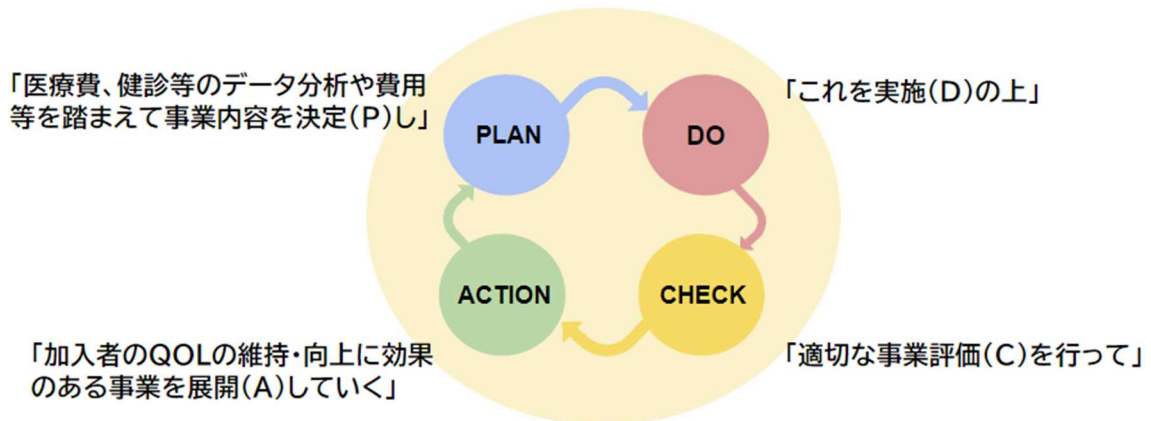 「医療費、健診等のデータ分析や費用
等を踏まえて事業内容を決定(P)し」
PLAN
DO
「これを実施(D)の上」
「加入者のQOLの維持・向上に効果
のある事業を展開(A)していく」
ACTION
CHECK
「適切な事業評価(C)を行って」